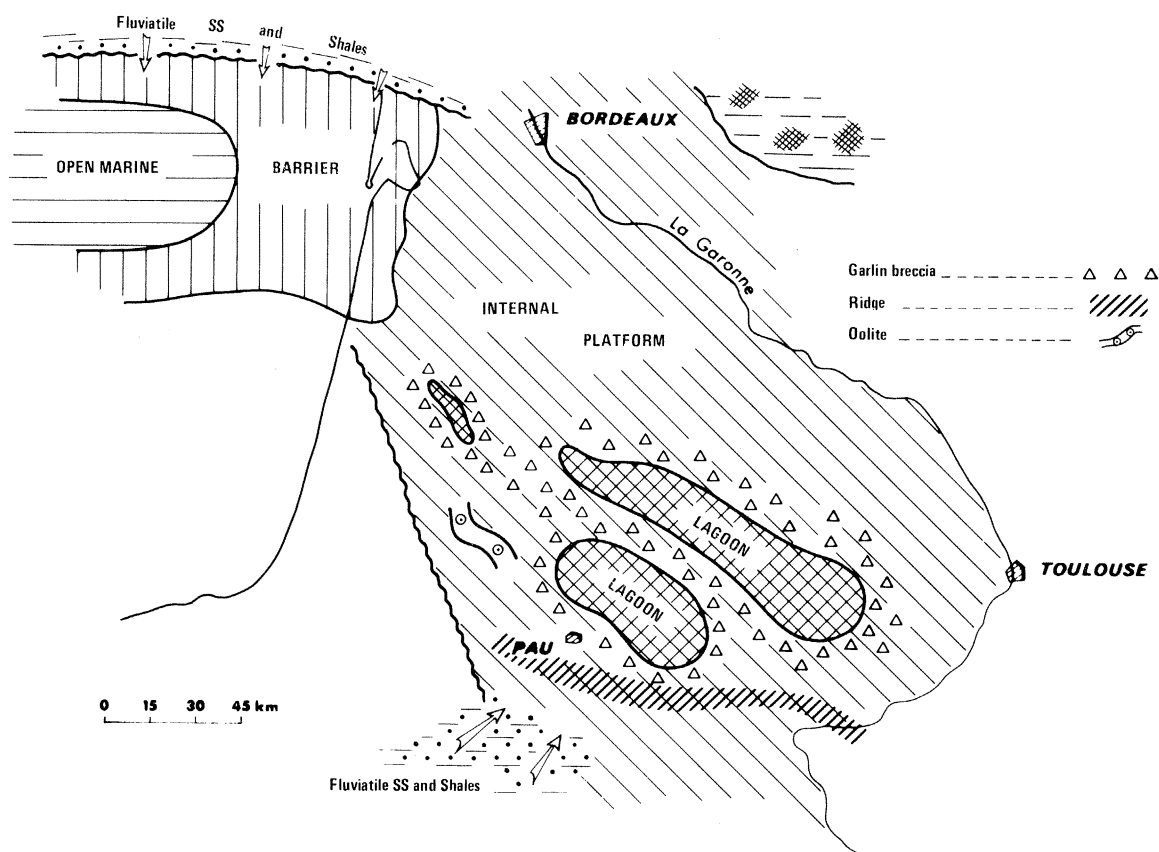 Fluviatile SS and Shales
BORDEAUX
OPEN MARINE
BARRIER
La Garonne
Garlin breccia
Ridge
Oolite
INTERNAL
PLATFORM
LAGOON
LAGOON
TOULOUSE
PAU
0 15 30 45 km
Fluviatile SS and Shales